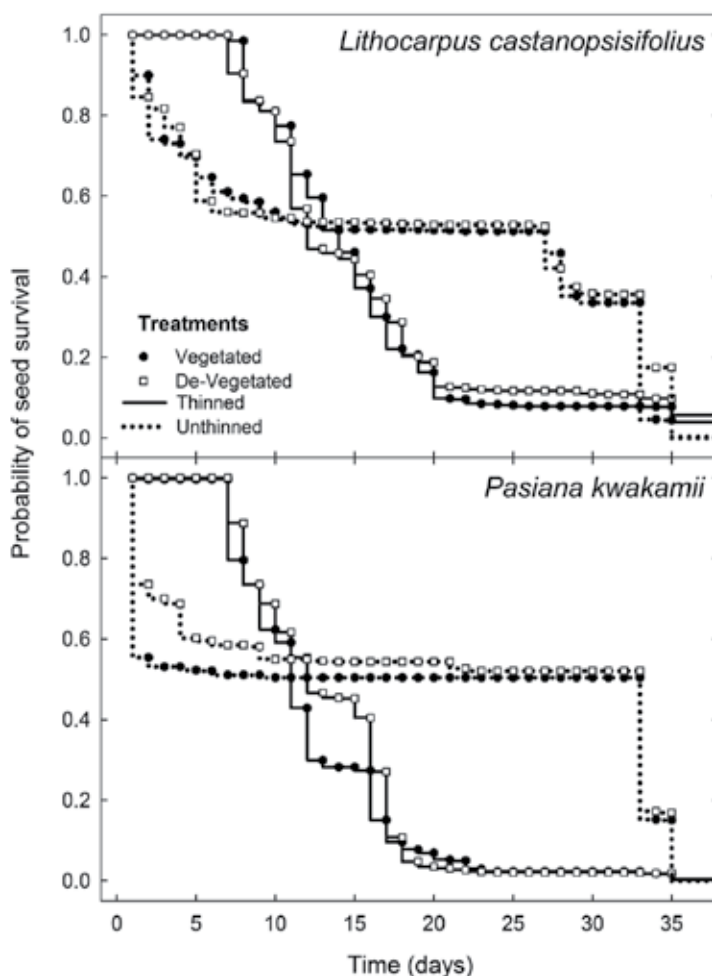 Lithocarpus castanopsisifolius
1.0
0.8
0.6
0.4
0.2
0.0
Treatments
Vegetated
De-Vegetated
Thinned
Unthinned
Probability of seed survival
Pasiana kwakamii
1.0
0.8
0.6
0.4
0.2
0.0
0 5 10 15 20 25 30 35
Time (days)